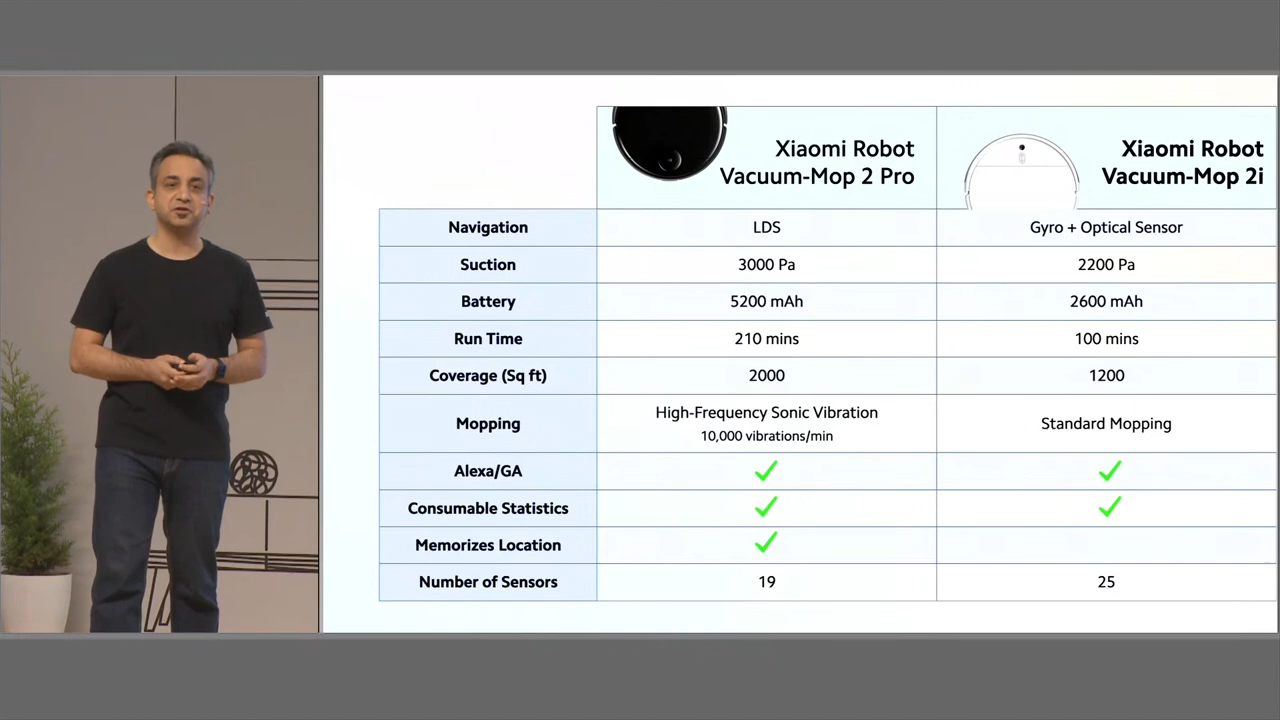 Xiaomi Robot
Vacuum-Mop 2 Pro
Xiaomi Robot
Vacuum-Mop 2i
Navigation
LDS
Gyro + Optical Sensor
Suction
3000 Pa
2200 Pa
Battery
5200 mAh
2600 mAh
Run Time
210 mins
100 mins
Coverage (Sq ft)
2000
1200
Mopping
High-Frequency Sonic Vibration
10,000 vibrations/min
Standard Mopping
Alexa/GA
Consumable Statistics
Memorizes Location
Number of Sensors
19
25